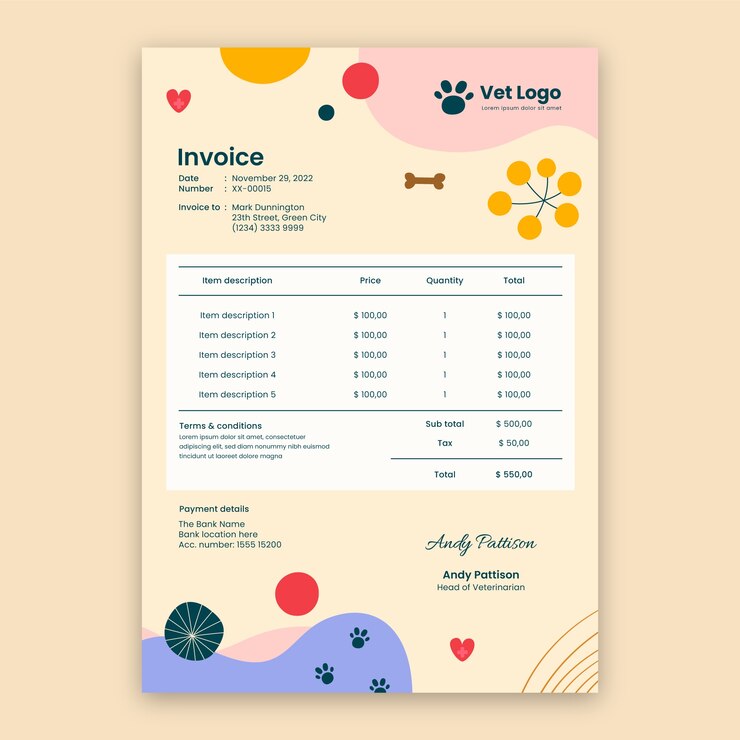 Vet Logo
Lorem ipsum dolor sit amet
Invoice
Date : November 29, 2022
Number : XX-00015
Invoice to : Mark Dunnington
23th Street, Green City
(1234) 3333 9999
Item description Price Quantity Total
Item description 1 $ 100,00 1 $ 100,00
Item description 2 $ 100,00 1 $ 100,00
Item description 3 $ 100,00 1 $ 100,00
Item description 4 $ 100,00 1 $ 100,00
Item description 5 $ 100,00 1 $ 100,00
Terms & conditions
Lorem ipsum dolor sit amet, consectetuer
adipiscing elit, sed diam nonummy nibh euismod
tincidunt ut laoreet dolore magna
Sub total $ 500,00
Tax $ 50,00
Total $ 550,00
Payment details
The Bank Name
Bank location here
Acc. number: 1555 15200
Andy Pattison
Andy Pattison
Head of Veterinarian